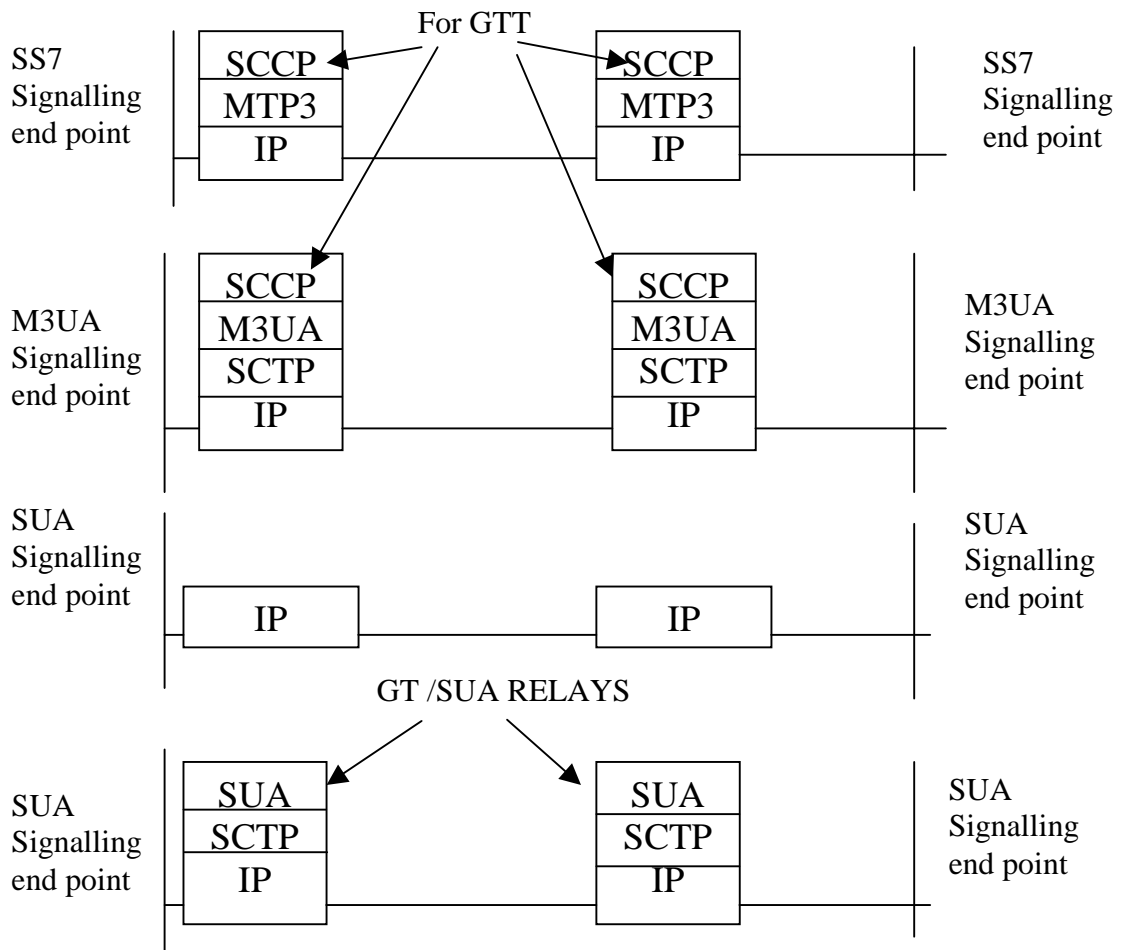 For GTT
SS7
Signalling
end point
SCCP
MTP3
IP
SCCP
MTP3
IP
SS7
Signalling
end point
M3UA
Signalling
end point
SCCP
M3UA
SCTP
IP
SCCP
M3UA
SCTP
IP
M3UA
Signalling
end point
SUA
Signalling
end point
IP
IP
SUA
Signalling
end point
GT /SUA RELAYS
SUA
Signalling
end point
SUA
SCTP
IP
SUA
SCTP
IP
SUA
Signalling
end point